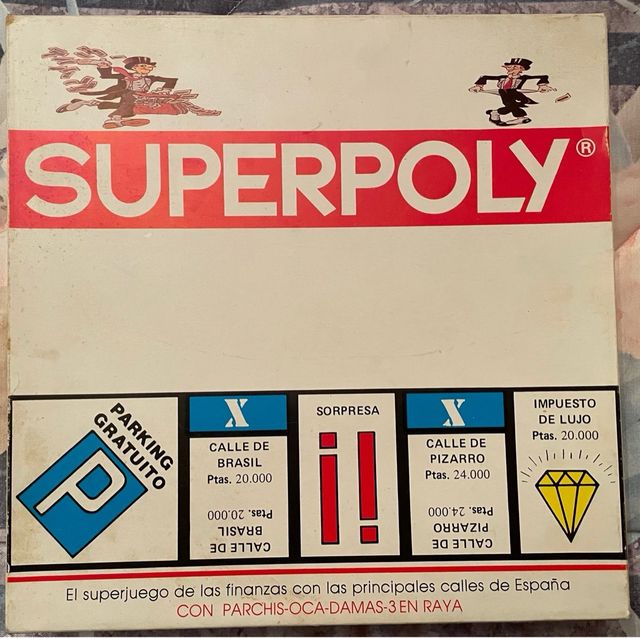 SUPERPOLY®
PARKING
GRATUITO
P
X
CALLE DE
BRASIL
Ptas. 20.000
CALLE DE
BRASIL
Ptas. 20.000
SORPRESA
¡!
X
CALLE DE
PIZARRO
Ptas. 24.000
CALLE DE
PIZARRO
Ptas. 24.000
IMPUESTO
DE LUJO
Ptas. 20.000
El superjuego de las finanzas con las principales calles de España
CON PARCHIS-OCA-DAMAS-3 EN RAYA